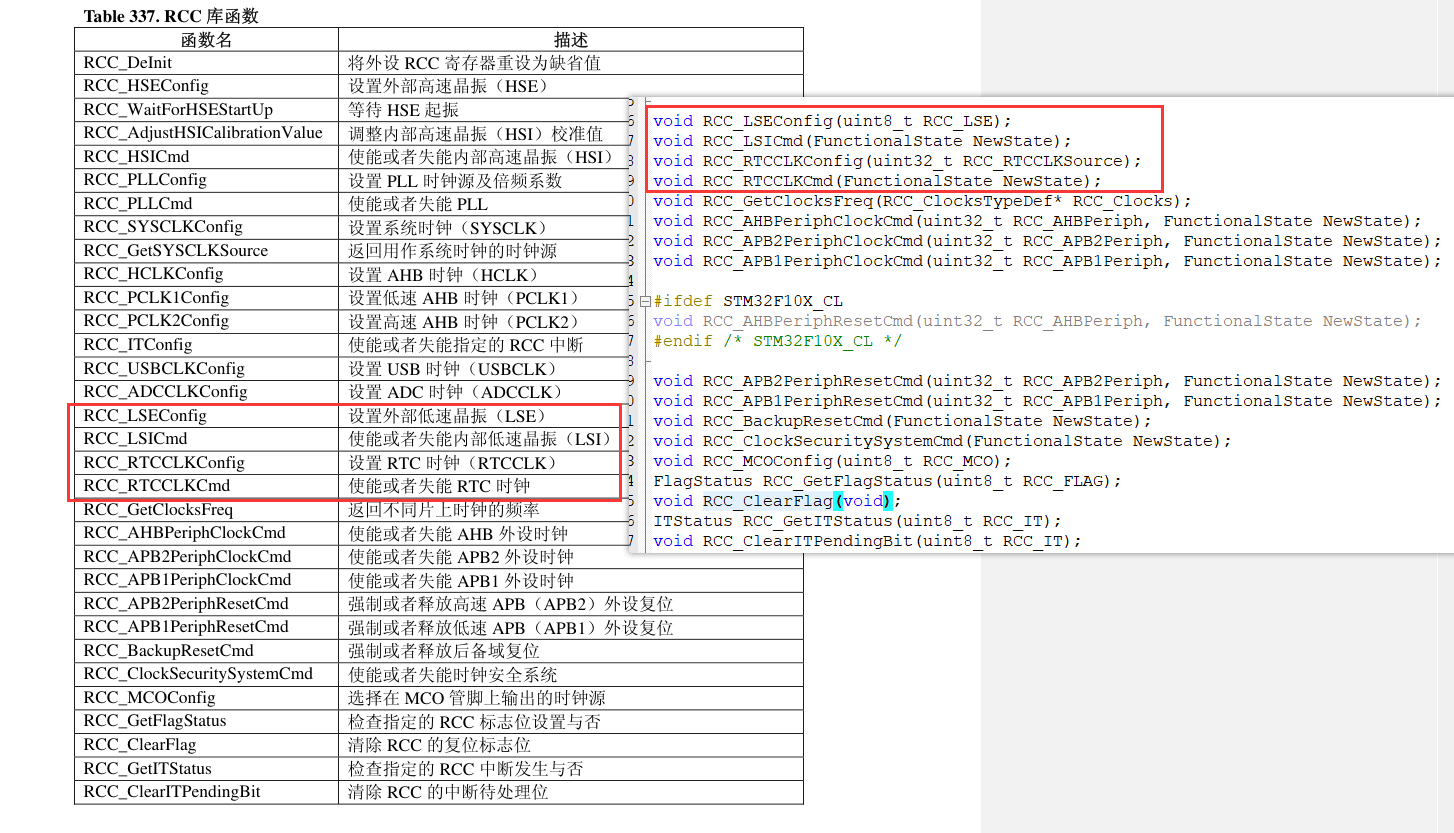 Table 337. RCC 库函数
函数名 描述
RCC_DeInit 将外设 RCC 寄存器重设为缺省值
RCC_HSEConfig 设置外部高速晶振（HSE）
RCC_WaitForHSEStartUp 等待 HSE 起振
RCC_AdjustHSICalibrationValue 调整内部高速晶振（HSI）校准值
RCC_HSICmd 使能或者失能内部高速晶振（HSI）
RCC_PLLConfig 设置 PLL 时钟源及倍频系数
RCC_PLLCmd 使能或者失能 PLL
RCC_SYSCLKConfig 设置系统时钟（SYSCLK）
RCC_GetSYSCLKSource 返回用作系统时钟的时钟源
RCC_HCLKConfig 设置 AHB 时钟（HCLK）
RCC_PCLK1Config 设置低速 AHB 时钟（PCLK1）
RCC_PCLK2Config 设置高速 AHB 时钟（PCLK2）
RCC_ITConfig 使能或者失能指定的 RCC 中断
RCC_USBCLKConfig 设置 USB 时钟（USBCLK）
RCC_ADCCLKConfig 设置 ADC 时钟（ADCCLK）
RCC_LSEConfig 设置外部低速晶振（LSE）
RCC_LSICmd 使能或者失能内部低速晶振（LSI）
RCC_RTCCLKConfig 设置 RTC 时钟（RTCCLK）
RCC_RTCCLKCmd 使能或者失能 RTC 时钟
RCC_GetClocksFreq 返回不同片上时钟的频率
RCC_AHBPeriphClockCmd 使能或者失能 AHB 外设时钟
RCC_APB2PeriphClockCmd 使能或者失能 APB2 外设时钟
RCC_APB1PeriphClockCmd 使能或者失能 APB1 外设时钟
RCC_APB2PeriphResetCmd 强制或者释放高速 APB（APB2）外设复位
RCC_APB1PeriphResetCmd 强制或者释放低速 APB（APB1）外设复位
RCC_BackupResetCmd 强制或者释放后备域复位
RCC_ClockSecuritySystemCmd 使能或者失能时钟安全系统
RCC_MCOConfig 选择在 MCO 管脚上输出的时钟源
RCC_GetFlagStatus 检查指定的 RCC 标志位设置与否
RCC_ClearFlag 清除 RCC 的复位标志位
RCC_GetITStatus 检查指定的 RCC 中断发生与否
RCC_ClearITPendingBit 清除 RCC 的中断待处理位
void RCC_LSEConfig(uint8_t RCC_LSE);
void RCC_LSICmd(FunctionalState NewState);
void RCC_RTCCLKConfig(uint32_t RCC_RTCCLKSource);
void RCC_RTCCLKCmd(FunctionalState NewState);
void RCC_GetClocksFreq(RCC_ClocksTypeDef* RCC_Clocks);
void RCC_AHBPeriphClockCmd(uint32_t RCC_AHBPeriph, FunctionalState NewState);
void RCC_APB2PeriphClockCmd(uint32_t RCC_APB2Periph, FunctionalState NewState);
void RCC_APB1PeriphClockCmd(uint32_t RCC_APB1Periph, FunctionalState NewState);
#ifdef STM32F10X_CL
void RCC_AHBPeriphResetCmd(uint32_t RCC_AHBPeriph, FunctionalState NewState);
#endif /* STM32F10X_CL */
void RCC_APB2PeriphResetCmd(uint32_t RCC_APB2Periph, FunctionalState NewState);
void RCC_APB1PeriphResetCmd(uint32_t RCC_APB1Periph, FunctionalState NewState);
void RCC_BackupResetCmd(FunctionalState NewState);
void RCC_ClockSecuritySystemCmd(FunctionalState NewState);
void RCC_MCOConfig(uint8_t RCC_MCO);
FlagStatus RCC_GetFlagStatus(uint8_t RCC_FLAG);
void RCC_ClearFlag(void);
ITStatus RCC_GetITStatus(uint8_t RCC_IT);
void RCC_ClearITPendingBit(uint8_t RCC_IT);